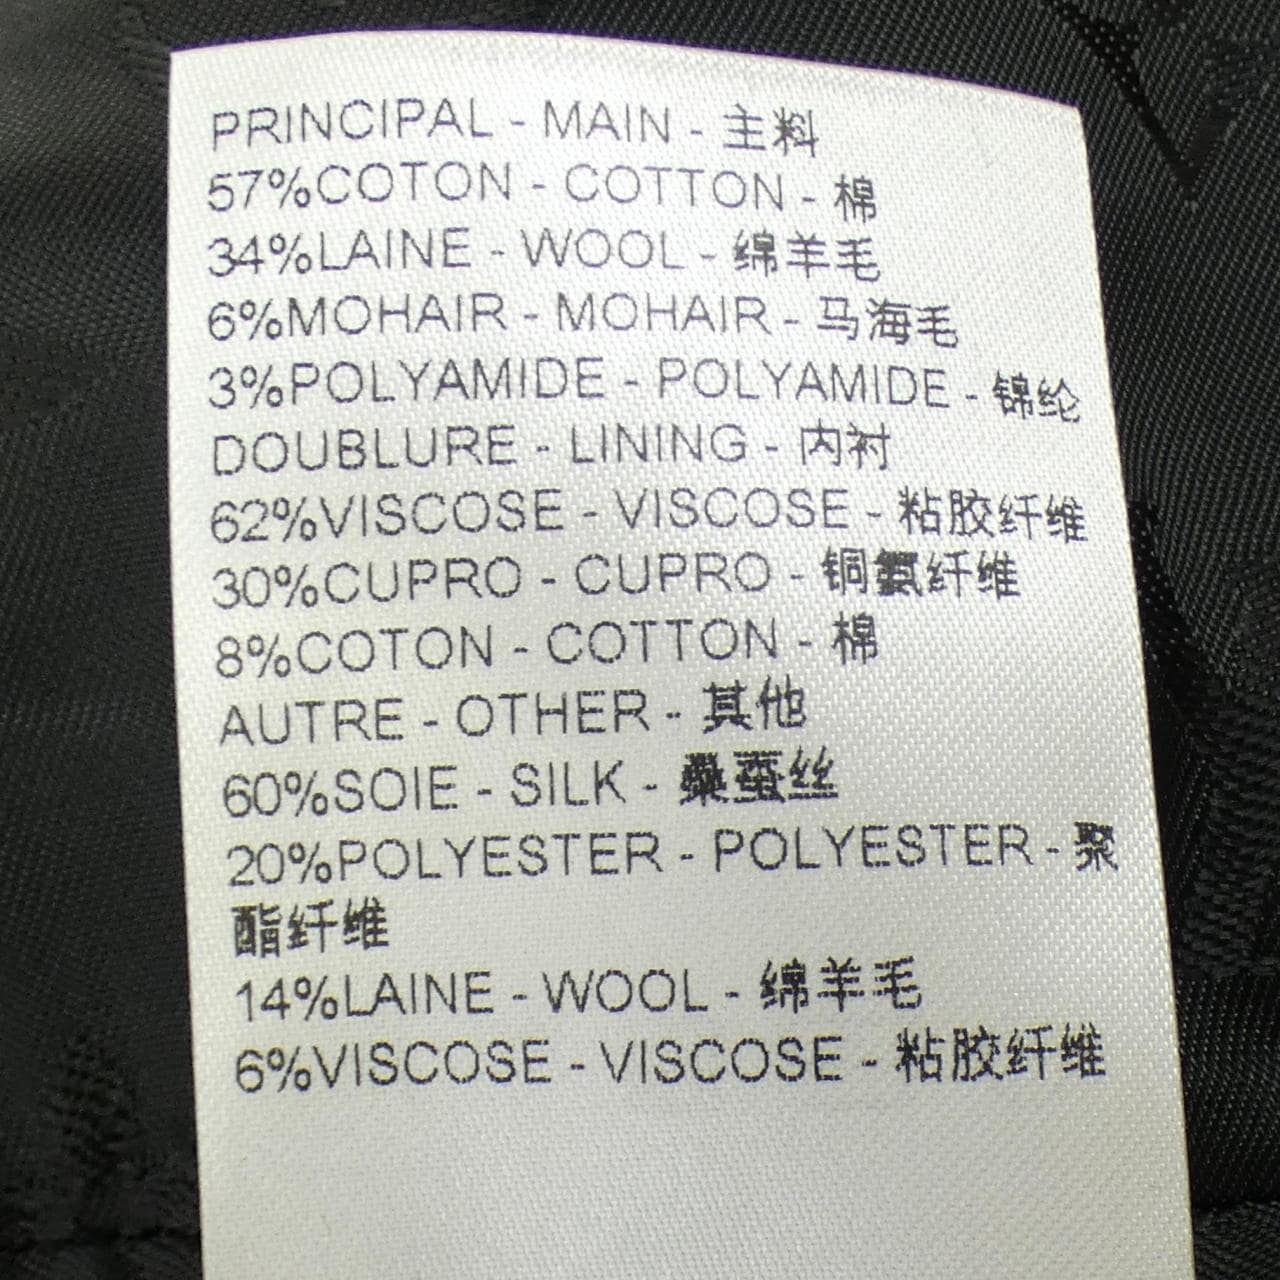 PRINCIPAL - MAIN - 主料
57%COTON - COTTON - 棉
34%LAINE - WOOL - 绵羊毛
6%MOHAIR - MOHAIR - 马海毛
3%POLYAMIDE - POLYAMIDE - 锦纶
DOUBLURE - LINING - 内衬
62%VISCOSE - VISCOSE - 粘胶纤维
30%CUPRO - CUPRO - 铜氨纤维
8%COTON - COTTON - 棉
AUTRE - OTHER - 其他
60%SOIE - SILK - 桑蚕丝
20%POLYESTER - POLYESTER - 聚
酯纤维
14%LAINE - WOOL - 绵羊毛
6%VISCOSE - VISCOSE - 粘胶纤维